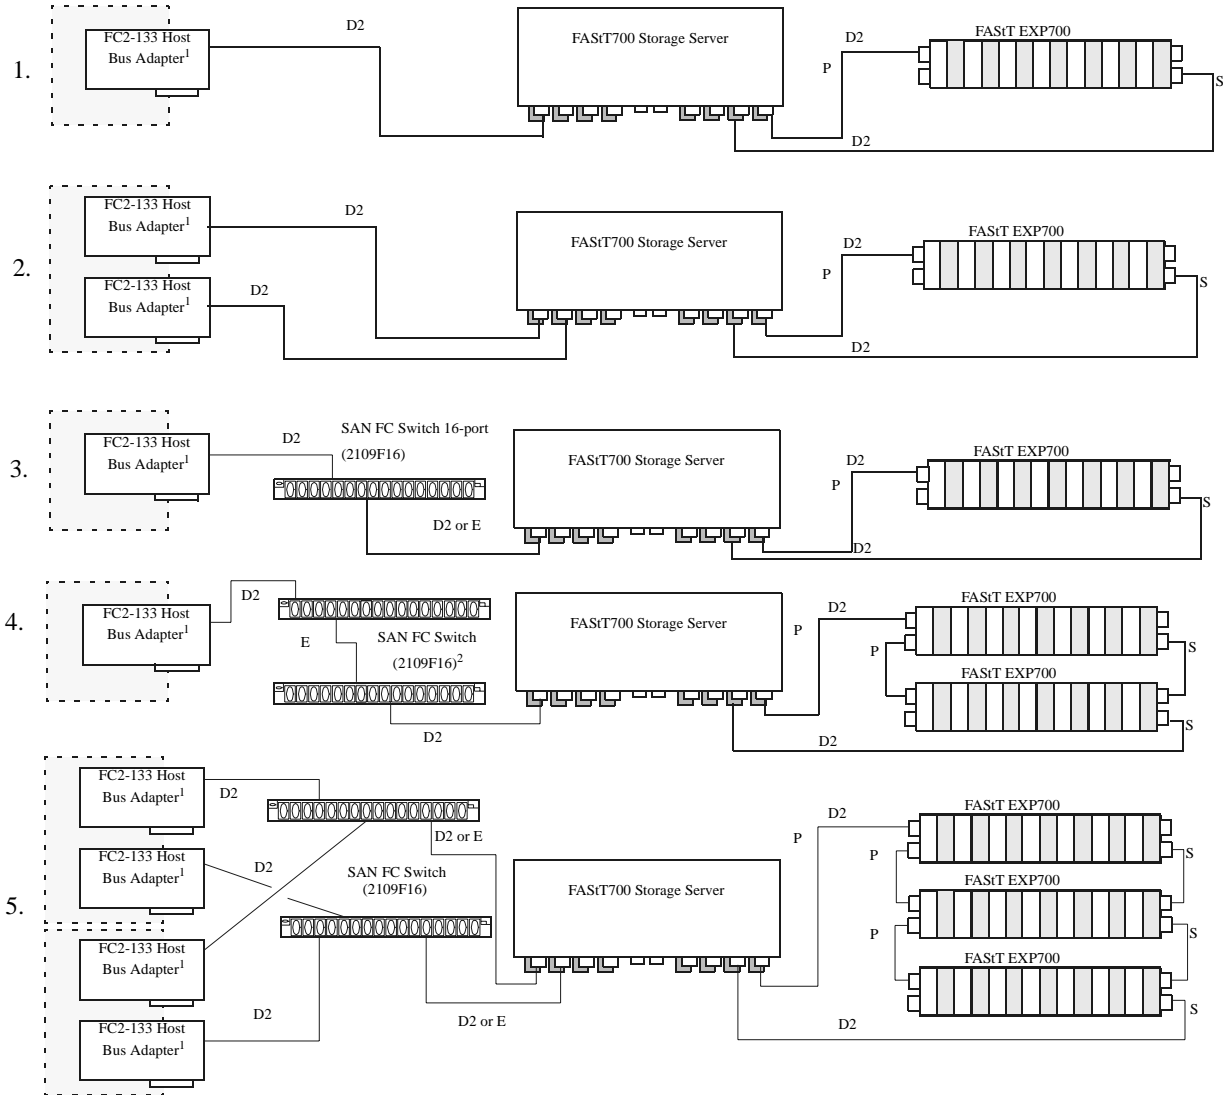 1.
FC2-133 Host
Bus Adapter1
D2
FAStT700 Storage Server
D2
P
FAStT EXP700
S
D2
2.
FC2-133 Host
Bus Adapter1
D2
FC2-133 Host
Bus Adapter1
D2
FAStT700 Storage Server
D2
P
FAStT EXP700
S
D2
3.
FC2-133 Host
Bus Adapter1
D2
SAN FC Switch 16-port
(2109F16)
D2 or E
FAStT700 Storage Server
D2
P
FAStT EXP700
S
D2
4.
FC2-133 Host
Bus Adapter1
D2
E
SAN FC Switch
(2109F16)2
D2
FAStT700 Storage Server
D2
P
FAStT EXP700
P
S
FAStT EXP700
S
D2
5.
FC2-133 Host
Bus Adapter1
D2
FC2-133 Host
Bus Adapter1
D2
D2 or E
SAN FC Switch
(2109F16)
FC2-133 Host
Bus Adapter1
FC2-133 Host
Bus Adapter1
D2
D2 or E
FAStT700 Storage Server
D2
P
FAStT EXP700
P
S
FAStT EXP700
P
S
FAStT EXP700
S
D2